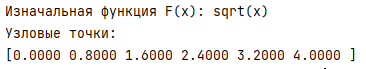 Изначальная функция F(x): sqrt(x)
Узловые точки:
[0.0000 0.8000 1.6000 2.4000 3.2000 4.0000 ]